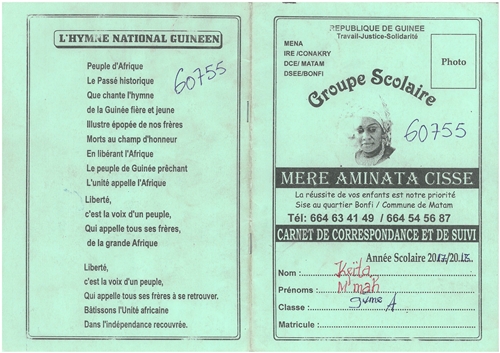 L'HYMNE NATIONAL GUINEEN
Peuple d'Afrique
Le Passé historique
Que chante l'hymne
de la Guinée fière et jeune
Illustre épopée de nos frères
Morts au champ d'honneur
En libérant l'Afrique
Le peuple de Guinée prêchant
L'unité appelle l'Afrique
60755
Liberté,
c'est la voix d'un peuple,
Qui appelle tous ses frères,
de la grande Afrique
Liberté,
c'est la voix d'un peuple,
Qui appelle tous ses frères à se retrouver.
Bâtissons l'Unité africaine
Dans l'indépendance recouvrée.
REPUBLIQUE DE GUINEE
Travail-Justice-Solidarité
MENA
IRE /CONAKRY
DCE/ MATAM
DSEE/BONFI
Photo
Groupe Scolaire
60755
MERE AMINATA CISSE
La réussite de vos enfants est notre priorité
Sise au quartier Bonfi / Commune de Matam
Tél: 664 63 41 49 / 664 54 56 87
CARNET DE CORRESPONDANCE ET DE SUIVI
Année Scolaire 2017/20
Nom : Keïta
Prénoms : M'mah
Classe : 9ème A
Matricule :